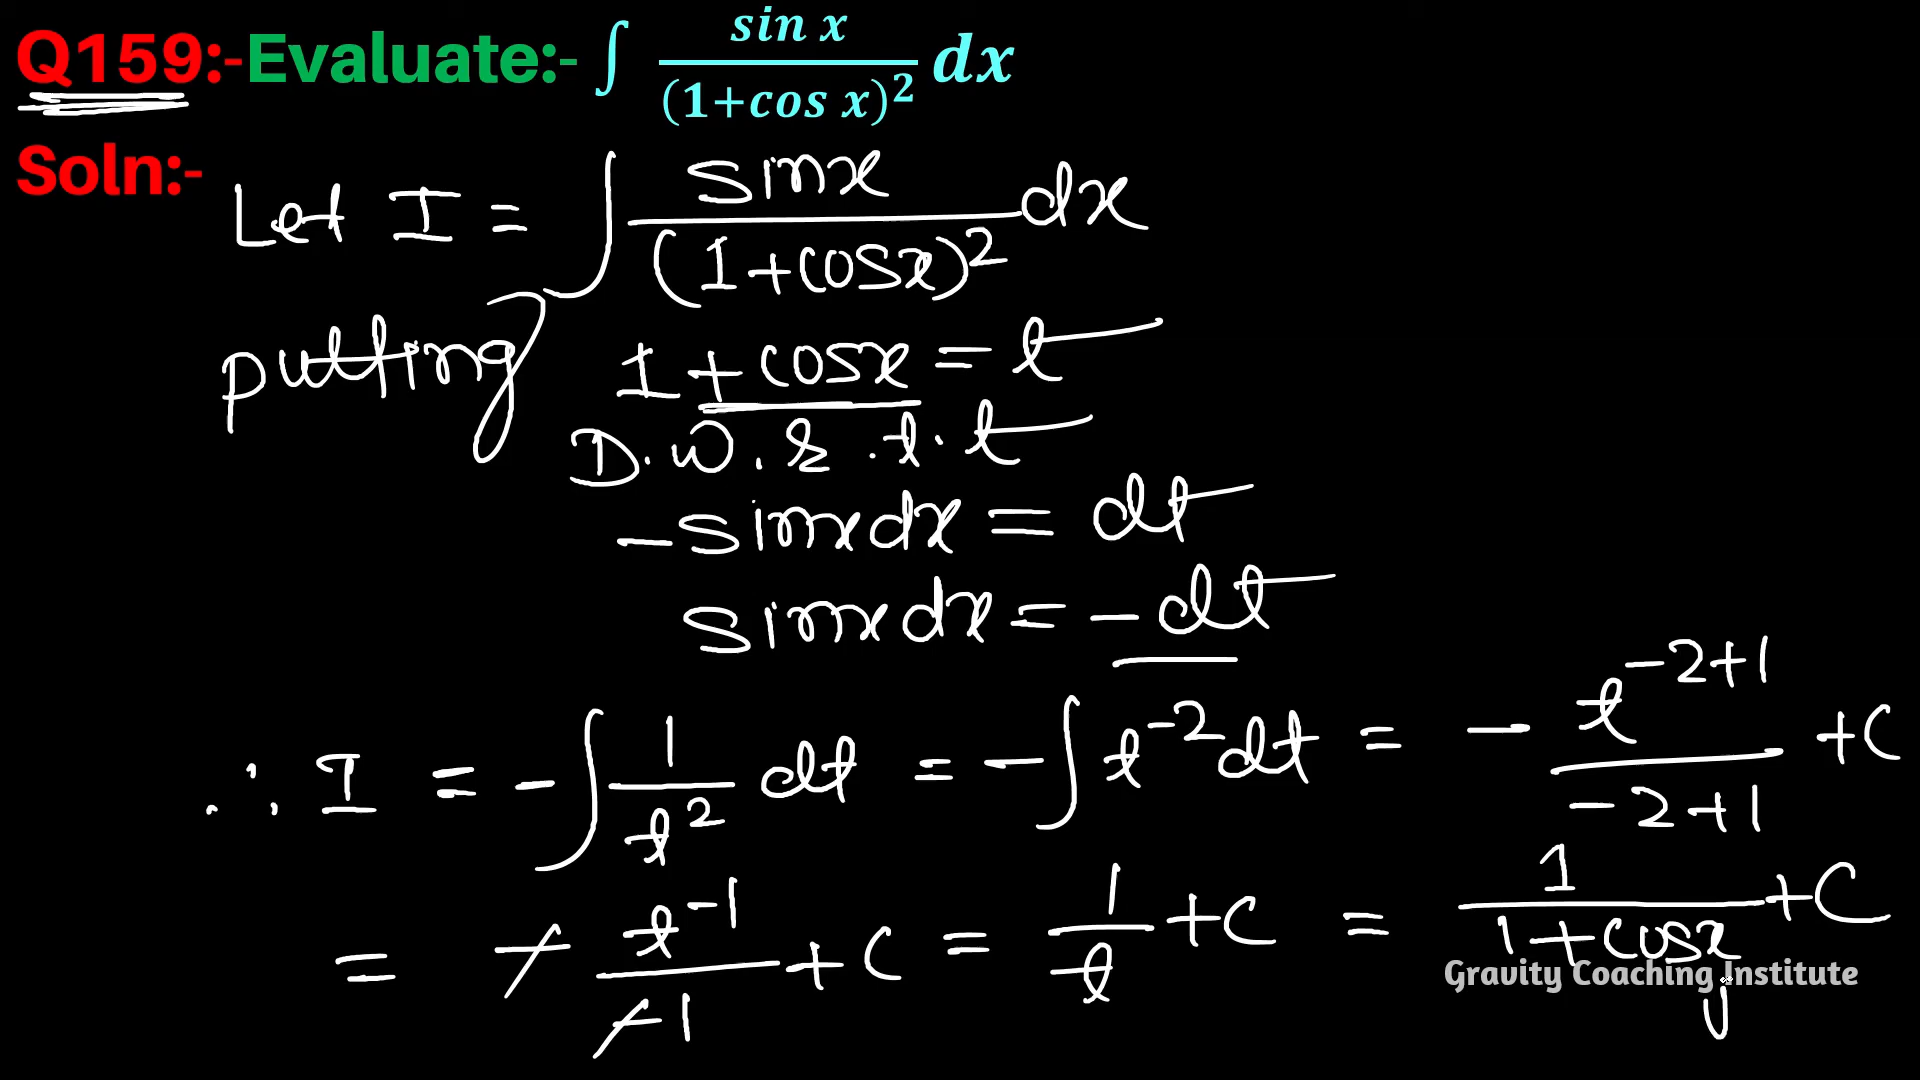 Q159:-Evaluate:- ∫ sin x / (1+cos x)² dx
Soln:-
Let I = ∫ sinx / (1+cosx)² dx
putting 1+cosx = t
D.w.r.t.t
-sinxdx = dt
sinxdx = -dt
∴ I = -∫ 1/t² dt = -∫ t⁻² dt = - t⁻²⁺¹ / -2+1 +C
= - t⁻¹ / -1 +C = 1/t +C = 1 / 1+cosx +C
Gravity Coaching Institute